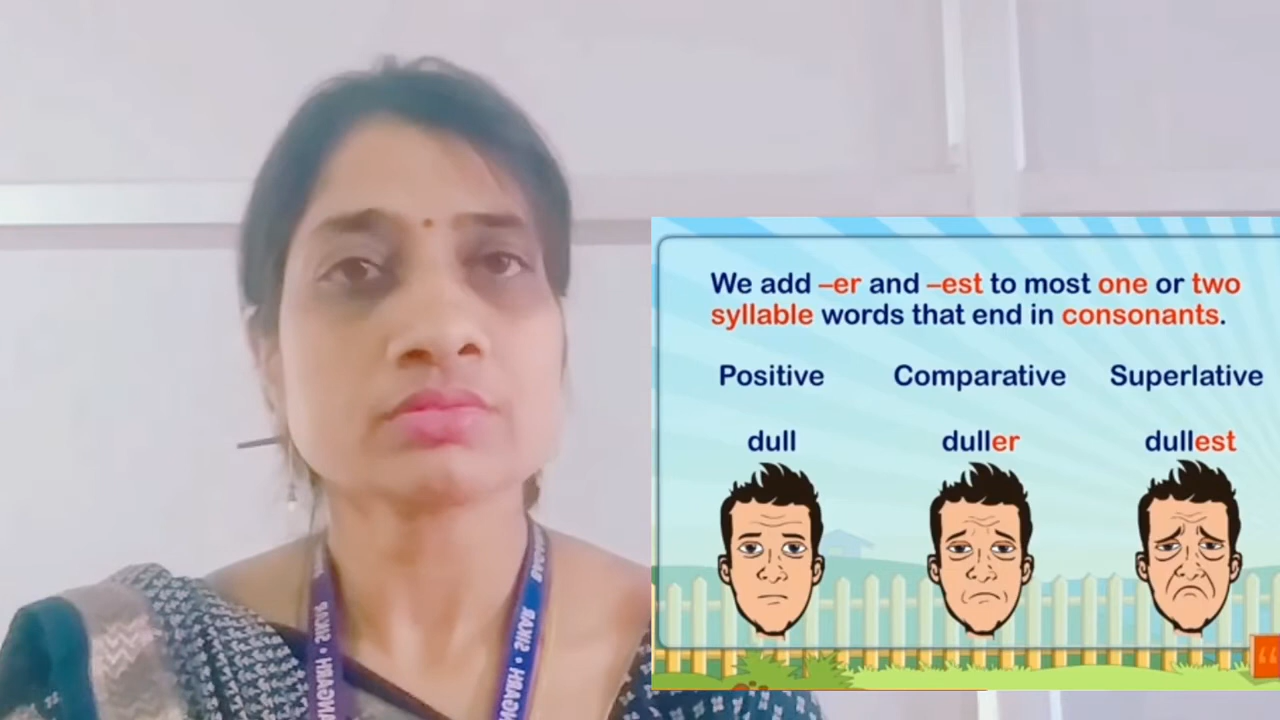 We add –er and –est to most one or two
syllable words that end in consonants.
Positive Comparative Superlative
dull duller dullest